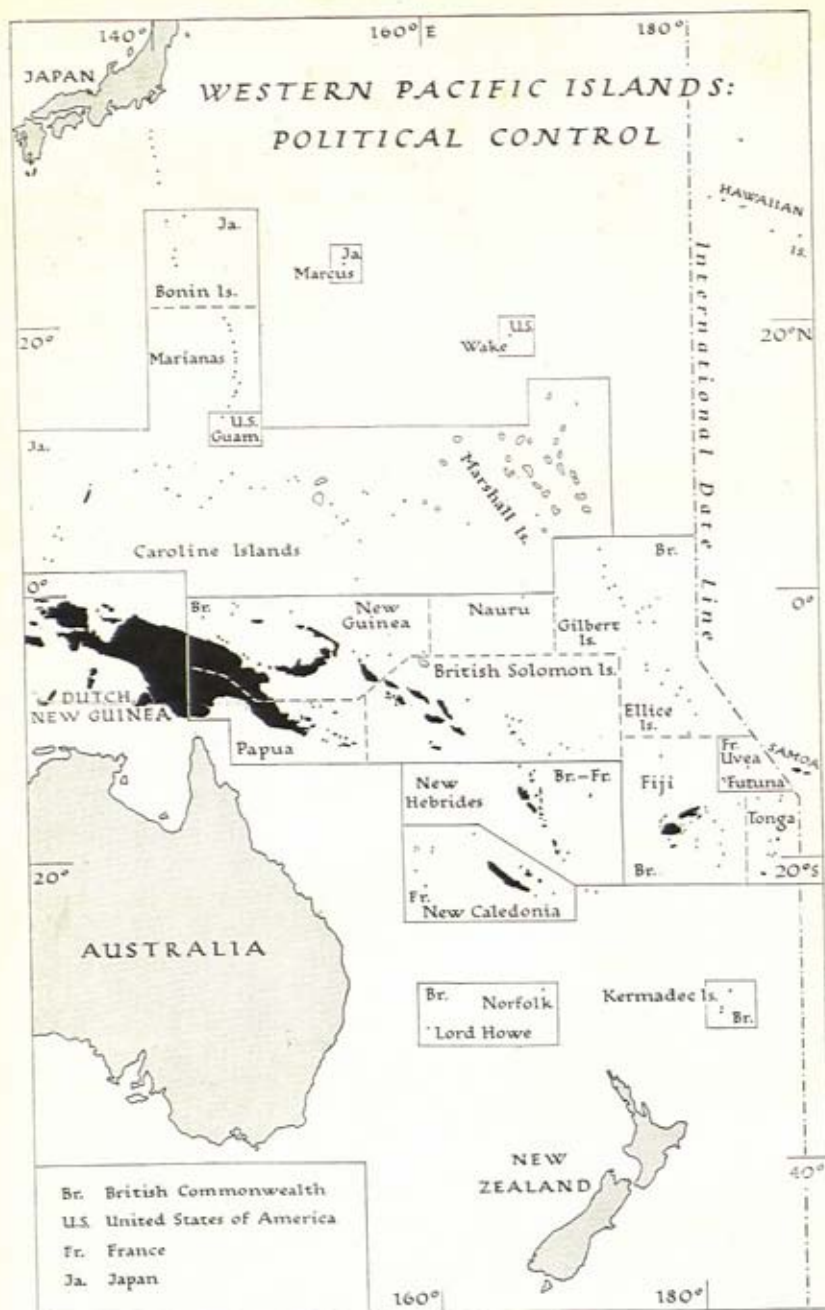 140°
160° E
180°
JAPAN
WESTERN PACIFIC ISLANDS:
POLITICAL CONTROL
HAWAIIAN
Is.
Ja.
Bonin Is.
Ja
Marcus
International Date Line
20°
Marianas
U.S.
Wake
20°N
U.S.
Guam
Ja.
Marshall Is.
Caroline Islands
Br.
0°
Br.
New
Guinea
Nauru
Gilbert
Is.
0°
British Solomon Is.
DUTCH
NEW GUINEA
Ellice
Is.
Papua
Fr.
Uvea
Futuna
SAMOA
New
Hebrides
Br.-Fr.
Fiji
Tonga
20°
Fr.
New Caledonia
Br.
20°S
AUSTRALIA
Br.
Norfolk
Lord Howe
Kermadec Is.
Br.
NEW
ZEALAND
40°
Br. British Commonwealth
U.S. United States of America
Fr. France
Ja. Japan
160°
180°